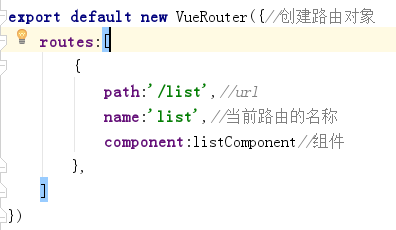 export default new VueRouter({//创建路由对象
routes:[
{
path:'/list',//url
name:'list',//当前路由的名称
component:listComponent//组件
},
]
})